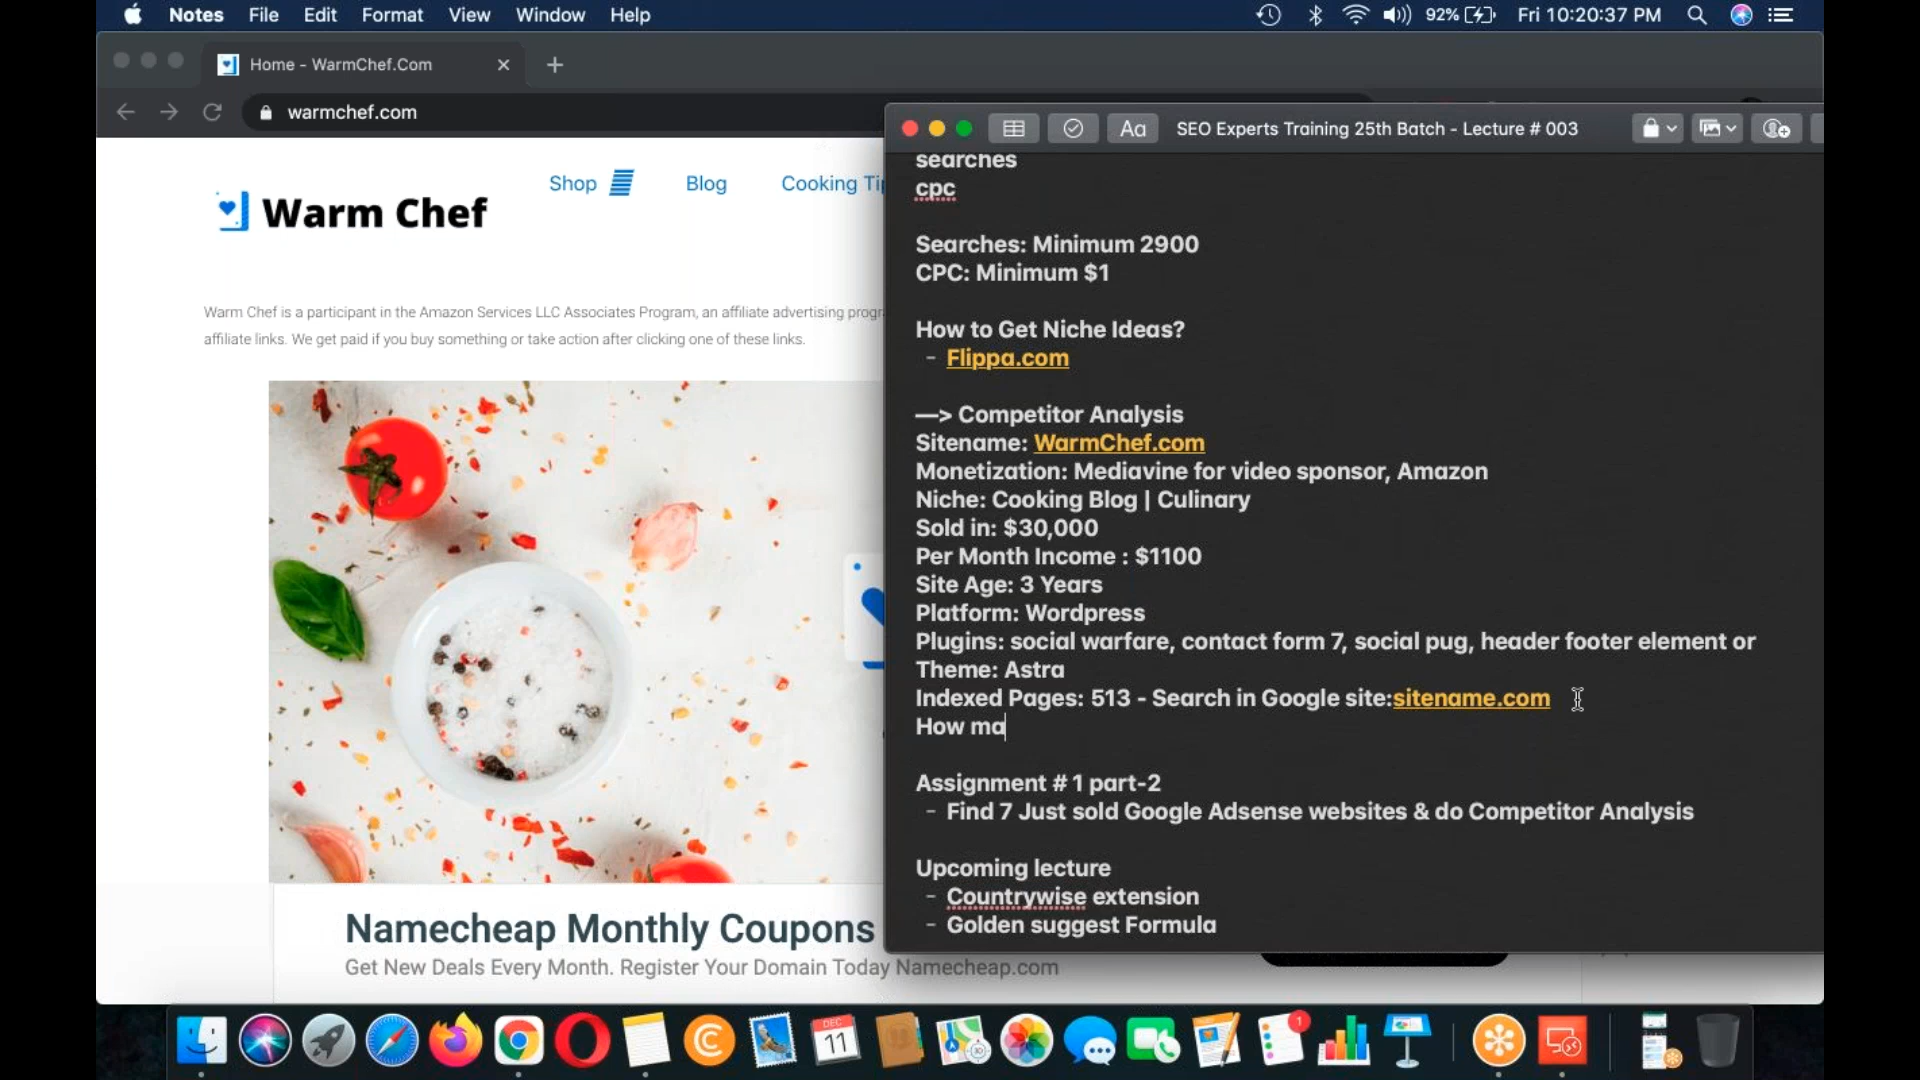 Notes File Edit Format View Window Help 92% Fri 10:20:37 PM
Home - WarmChef.Com
warmchef.com
Aa SEO Experts Training 25th Batch - Lecture # 003
Shop Blog Cooking Tip
Warm Chef
Warm Chef is a participant in the Amazon Services LLC Associates Program, an affiliate advertising progr
affiliate links. We get paid if you buy something or take action after clicking one of these links.
Namecheap Monthly Coupons
Get New Deals Every Month. Register Your Domain Today Namecheap.com
searches
cpc
Searches: Minimum 2900
CPC: Minimum $1
How to Get Niche Ideas?
- Flippa.com
—> Competitor Analysis
Sitename: WarmChef.com
Monetization: Mediavine for video sponsor, Amazon
Niche: Cooking Blog | Culinary
Sold in: $30,000
Per Month Income : $1100
Site Age: 3 Years
Platform: Wordpress
Plugins: social warfare, contact form 7, social pug, header footer element or
Theme: Astra
Indexed Pages: 513 - Search in Google site:sitename.com
How ma
Assignment # 1 part-2
- Find 7 Just sold Google Adsense websites & do Competitor Analysis
Upcoming lecture
- Countrywise extension
- Golden suggest Formula
DEC
11
1